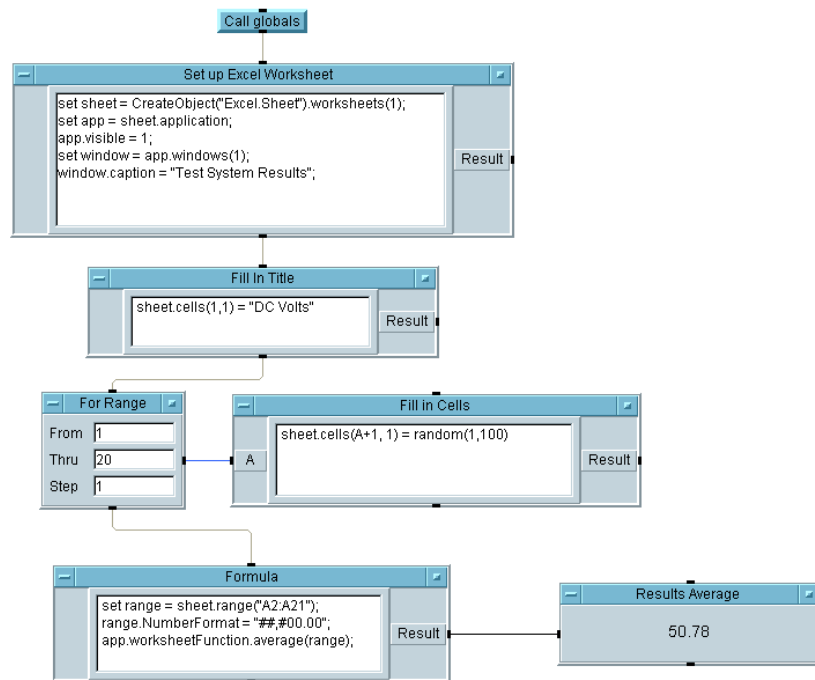 Call globals
Set up Excel Worksheet
set sheet = CreateObject("Excel.Sheet").worksheets(1);
set app = sheet.application;
app.visible = 1;
set window = app.windows(1);
window.caption = "Test System Results";
Result
Fill In Title
sheet.cells(1,1) = "DC Volts"
Result
For Range
From 1
Thru 20
Step 1
Fill in Cells
A
sheet.cells(A+1, 1) = random(1,100)
Result
Formula
set range = sheet.range("A2:A21");
range.NumberFormat = "##,#00.00";
app.worksheetFunction.average(range);
Result
Results Average
50.78